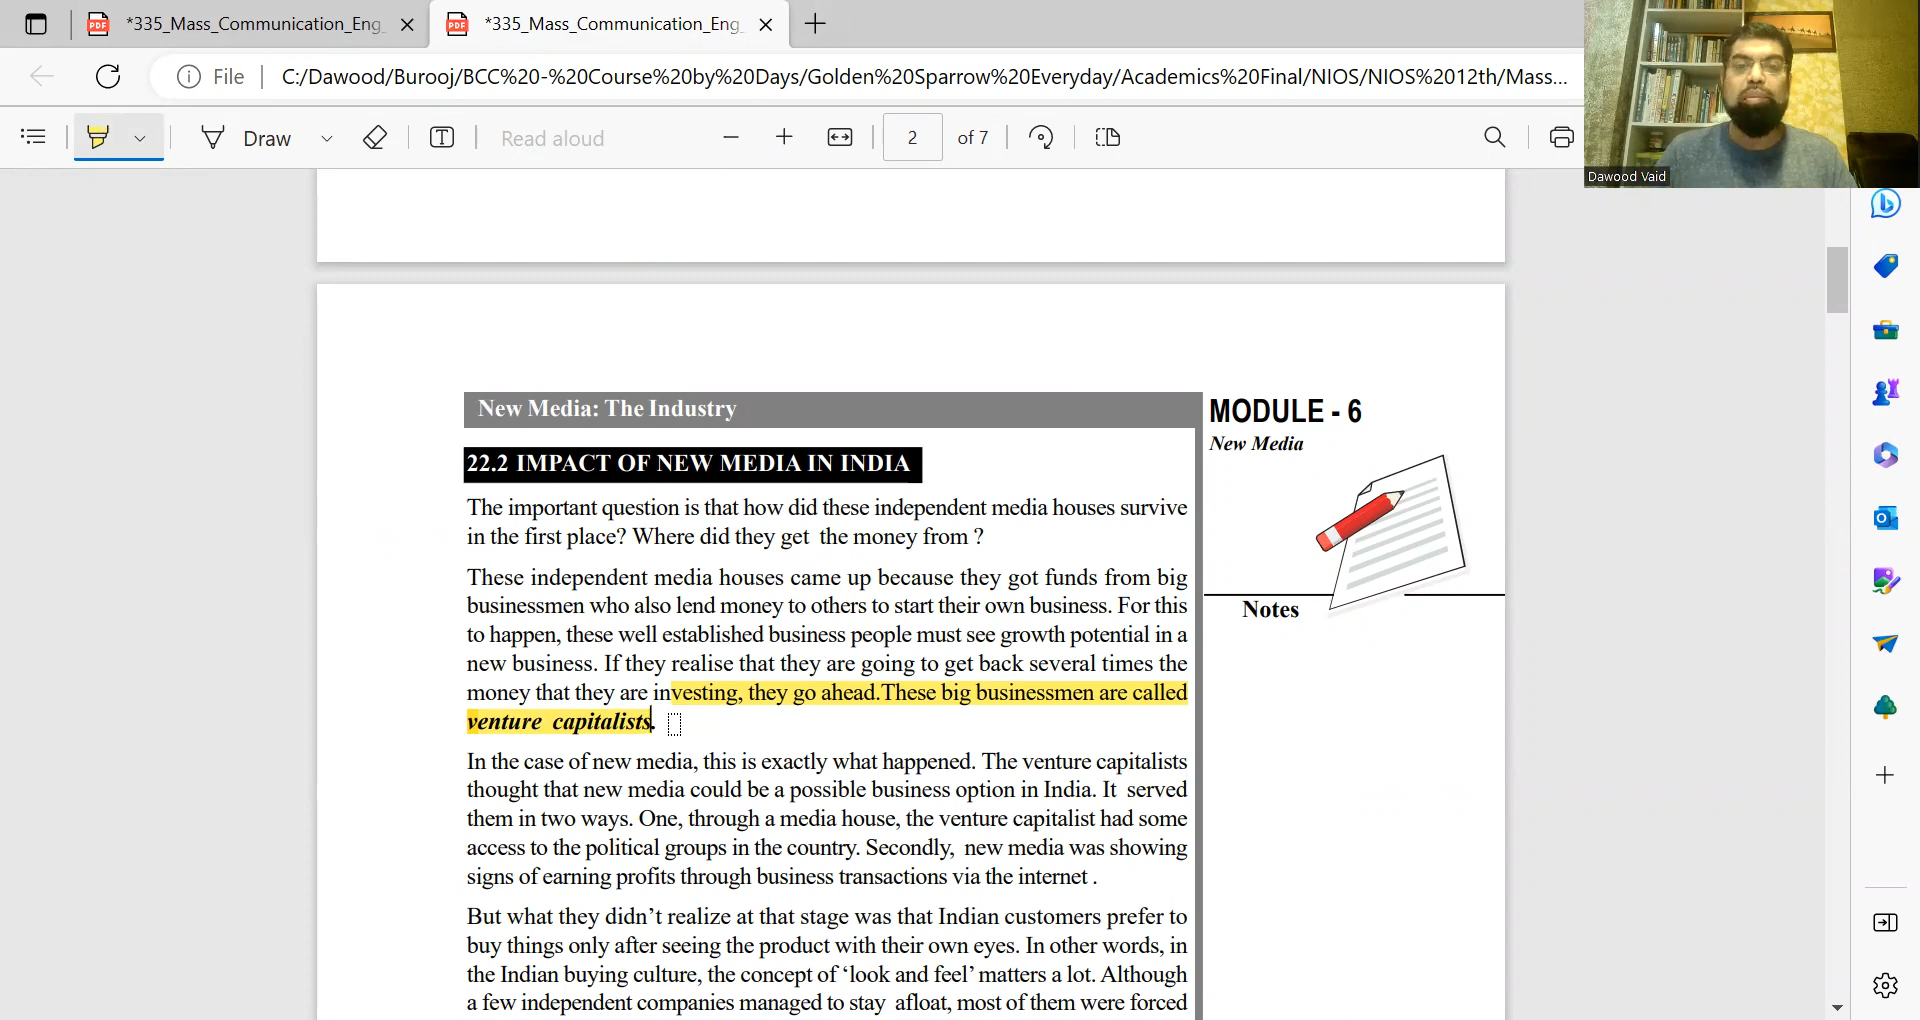 *335_Mass_Communication_Eng_
*335_Mass_Communication_Eng_
File
C:/Dawood/Burooj/BCC%20-%20Course%20by%20Days/Golden%20Sparrow%20Everyday/Academics%20Final/NIOS/NIOS%2012th/Mass...
Draw
Read aloud
2 of 7
Dawood Vaid
New Media: The Industry
MODULE - 6
New Media
Notes
22.2 IMPACT OF NEW MEDIA IN INDIA
The important question is that how did these independent media houses survive
in the first place? Where did they get the money from ?
These independent media houses came up because they got funds from big
businessmen who also lend money to others to start their own business. For this
to happen, these well established business people must see growth potential in a
new business. If they realise that they are going to get back several times the
money that they are investing, they go ahead.These big businessmen are called
venture capitalists.
In the case of new media, this is exactly what happened. The venture capitalists
thought that new media could be a possible business option in India. It served
them in two ways. One, through a media house, the venture capitalist had some
access to the political groups in the country. Secondly, new media was showing
signs of earning profits through business transactions via the internet .
But what they didn’t realize at that stage was that Indian customers prefer to
buy things only after seeing the product with their own eyes. In other words, in
the Indian buying culture, the concept of ‘look and feel’ matters a lot. Although
a few independent companies managed to stay afloat, most of them were forced